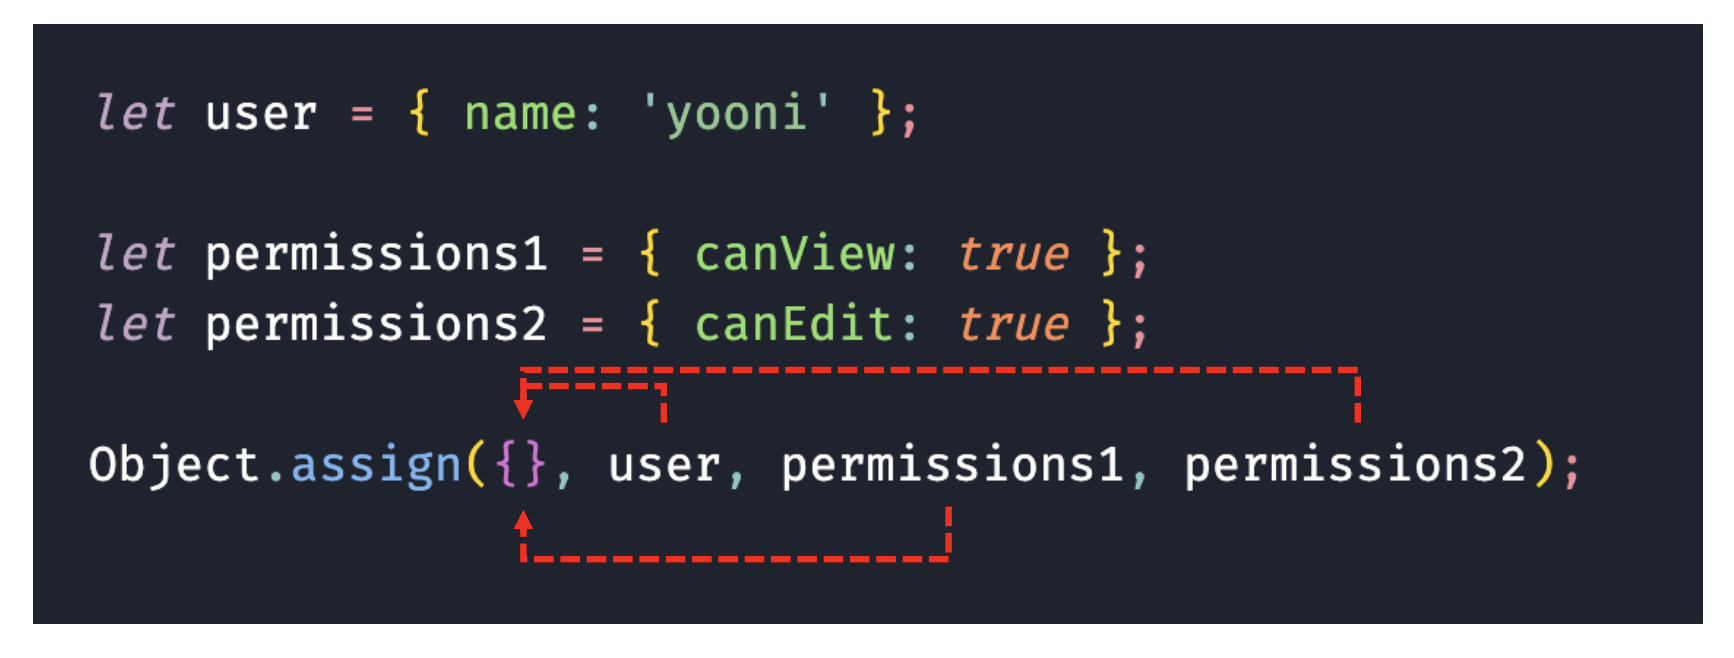 let user = { name: 'yooni' };
let permissions1 = { canView: true };
let permissions2 = { canEdit: true };
Object.assign({}, user, permissions1, permissions2);